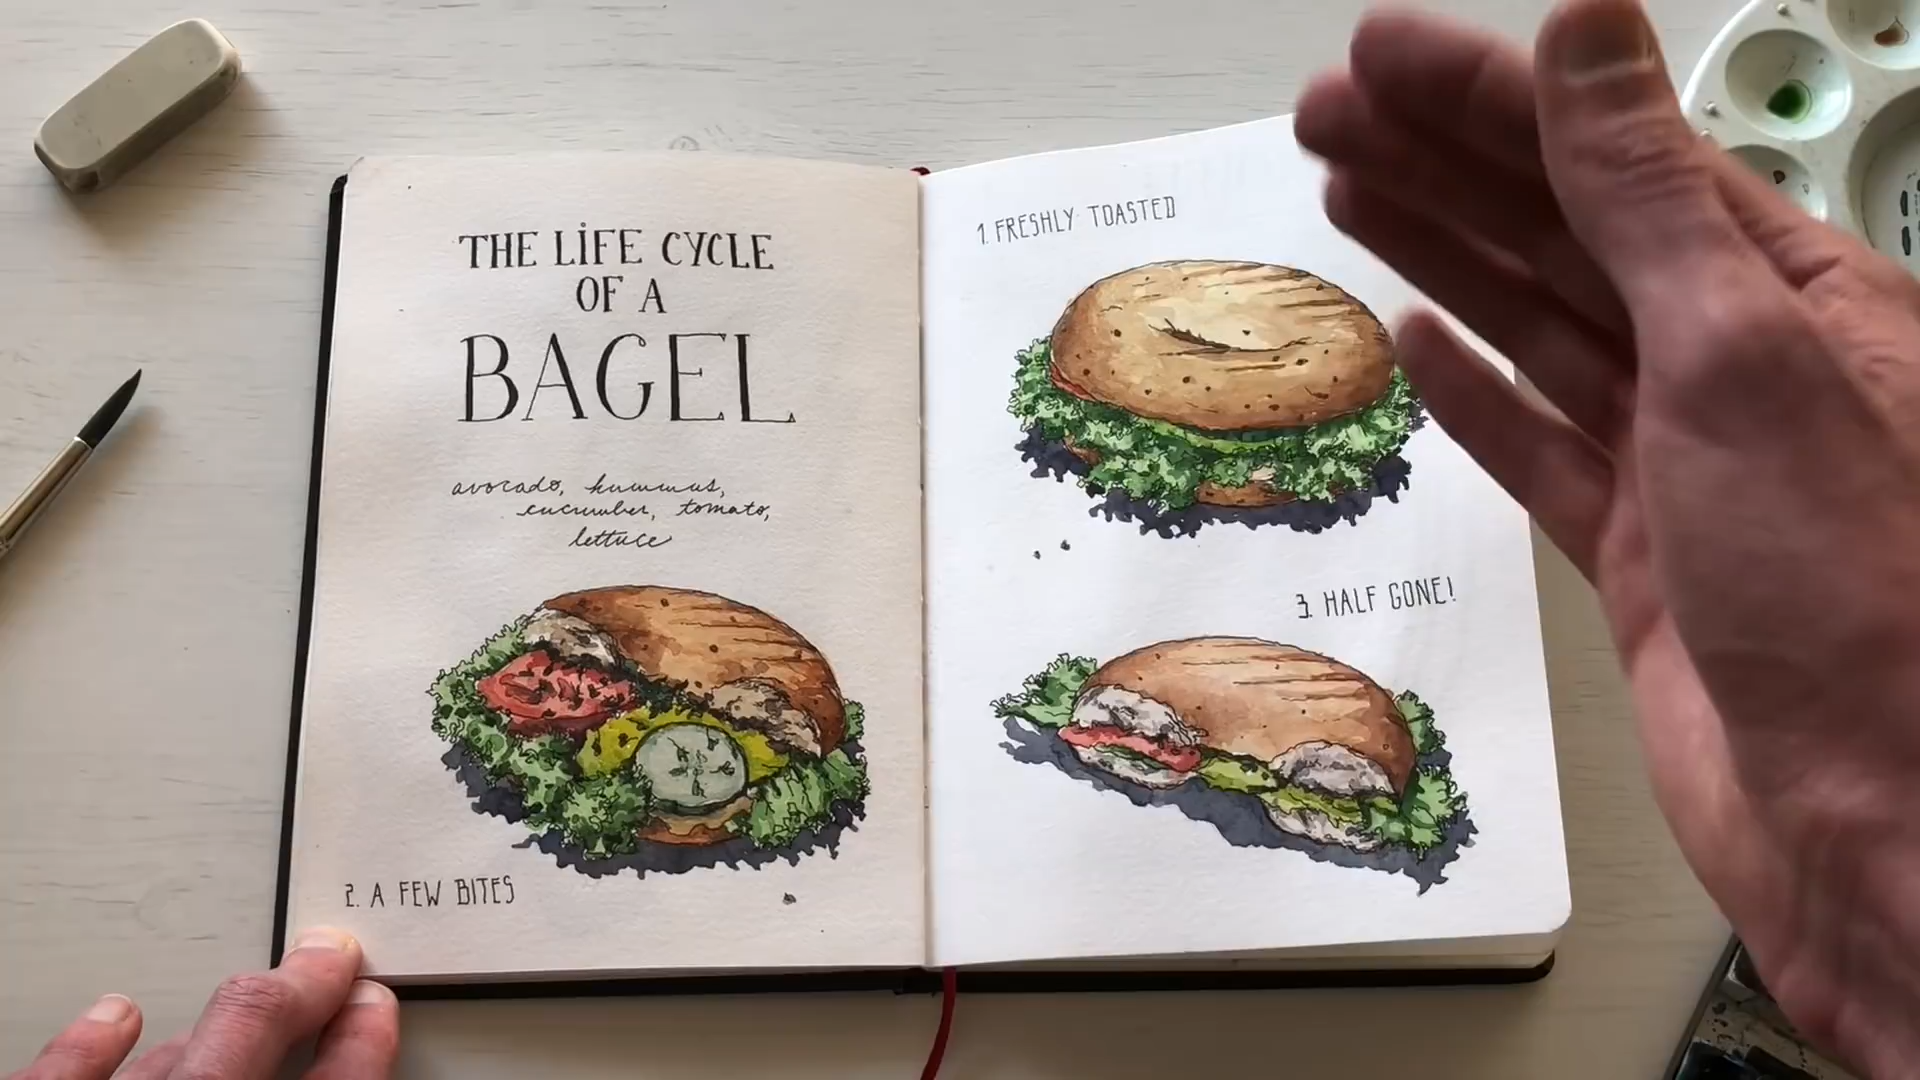 THE LiFE CYCLE
OF A
BAGEL
avocado, hummus,
cucumber, tomato,
lettuce
2. A FEW BITES
1. FRESHLY TOASTED
3. HALF GONE!